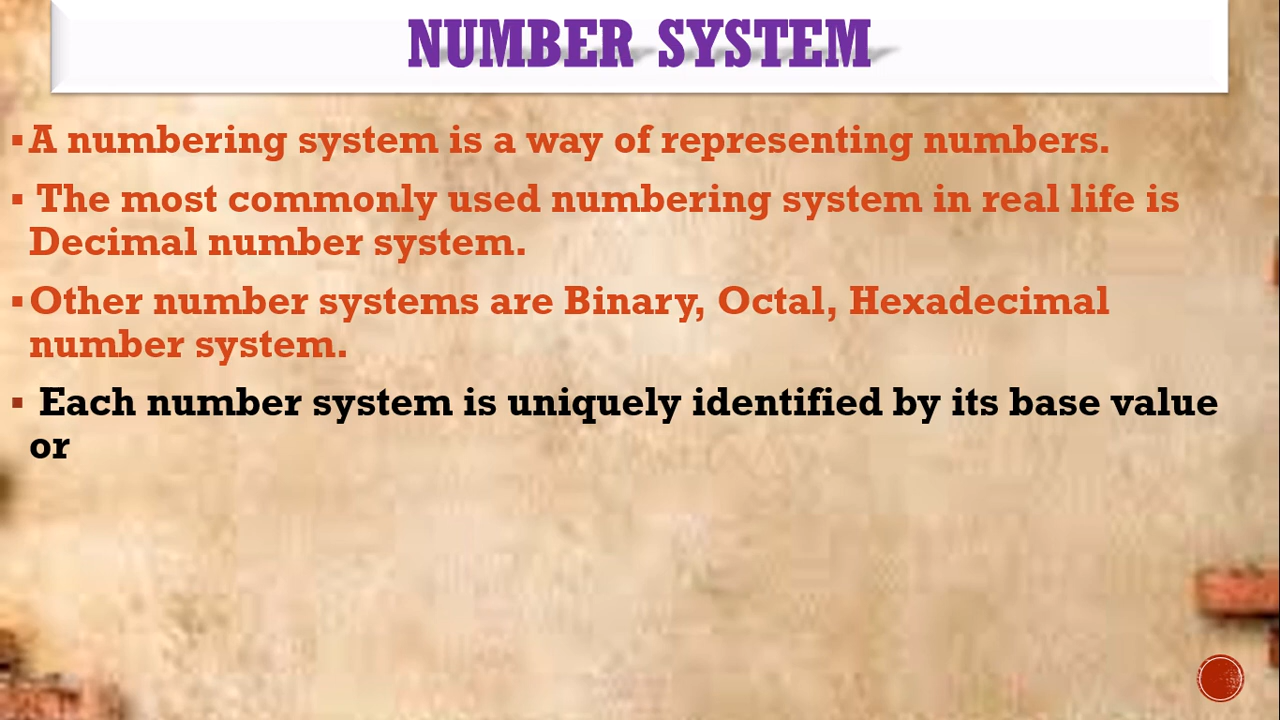 NUMBER SYSTEM
▪A numbering system is a way of representing numbers.
▪ The most commonly used numbering system in real life is
Decimal number system.
▪Other number systems are Binary, Octal, Hexadecimal
number system.
▪ Each number system is uniquely identified by its base value
or